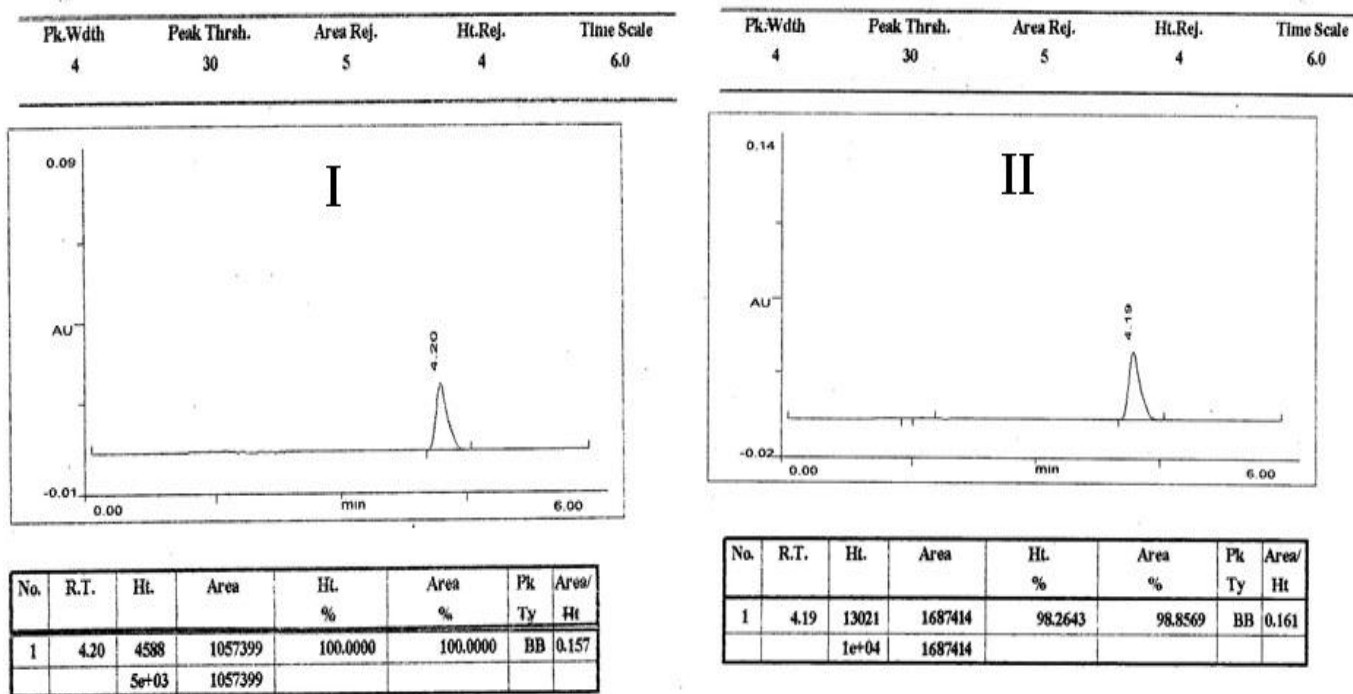 Pk.Wdth Peak Thrsh. Area Rej. Ht.Rej. Time Scale
4 30 5 4 6.0
0.09
I
4.20
AU
-0.01
0.00 min 6.00
No. R.T. Ht. Area Ht. Area Pk Area/
% % Ty Ht
1 4.20 4588 1057399 100.0000 100.0000 BB 0.157
5e+03 1057399
Pk.Wdth Peak Thrsh. Area Rej. Ht.Rej. Time Scale
4 30 5 4 6.0
0.14
II
4.19
AU
-0.02
0.00 min 6.00
No. R.T. Ht. Area Ht. Area Pk Area/
% % Ty Ht
1 4.19 13021 1687414 98.2643 98.8569 BB 0.161
1e+04 1687414